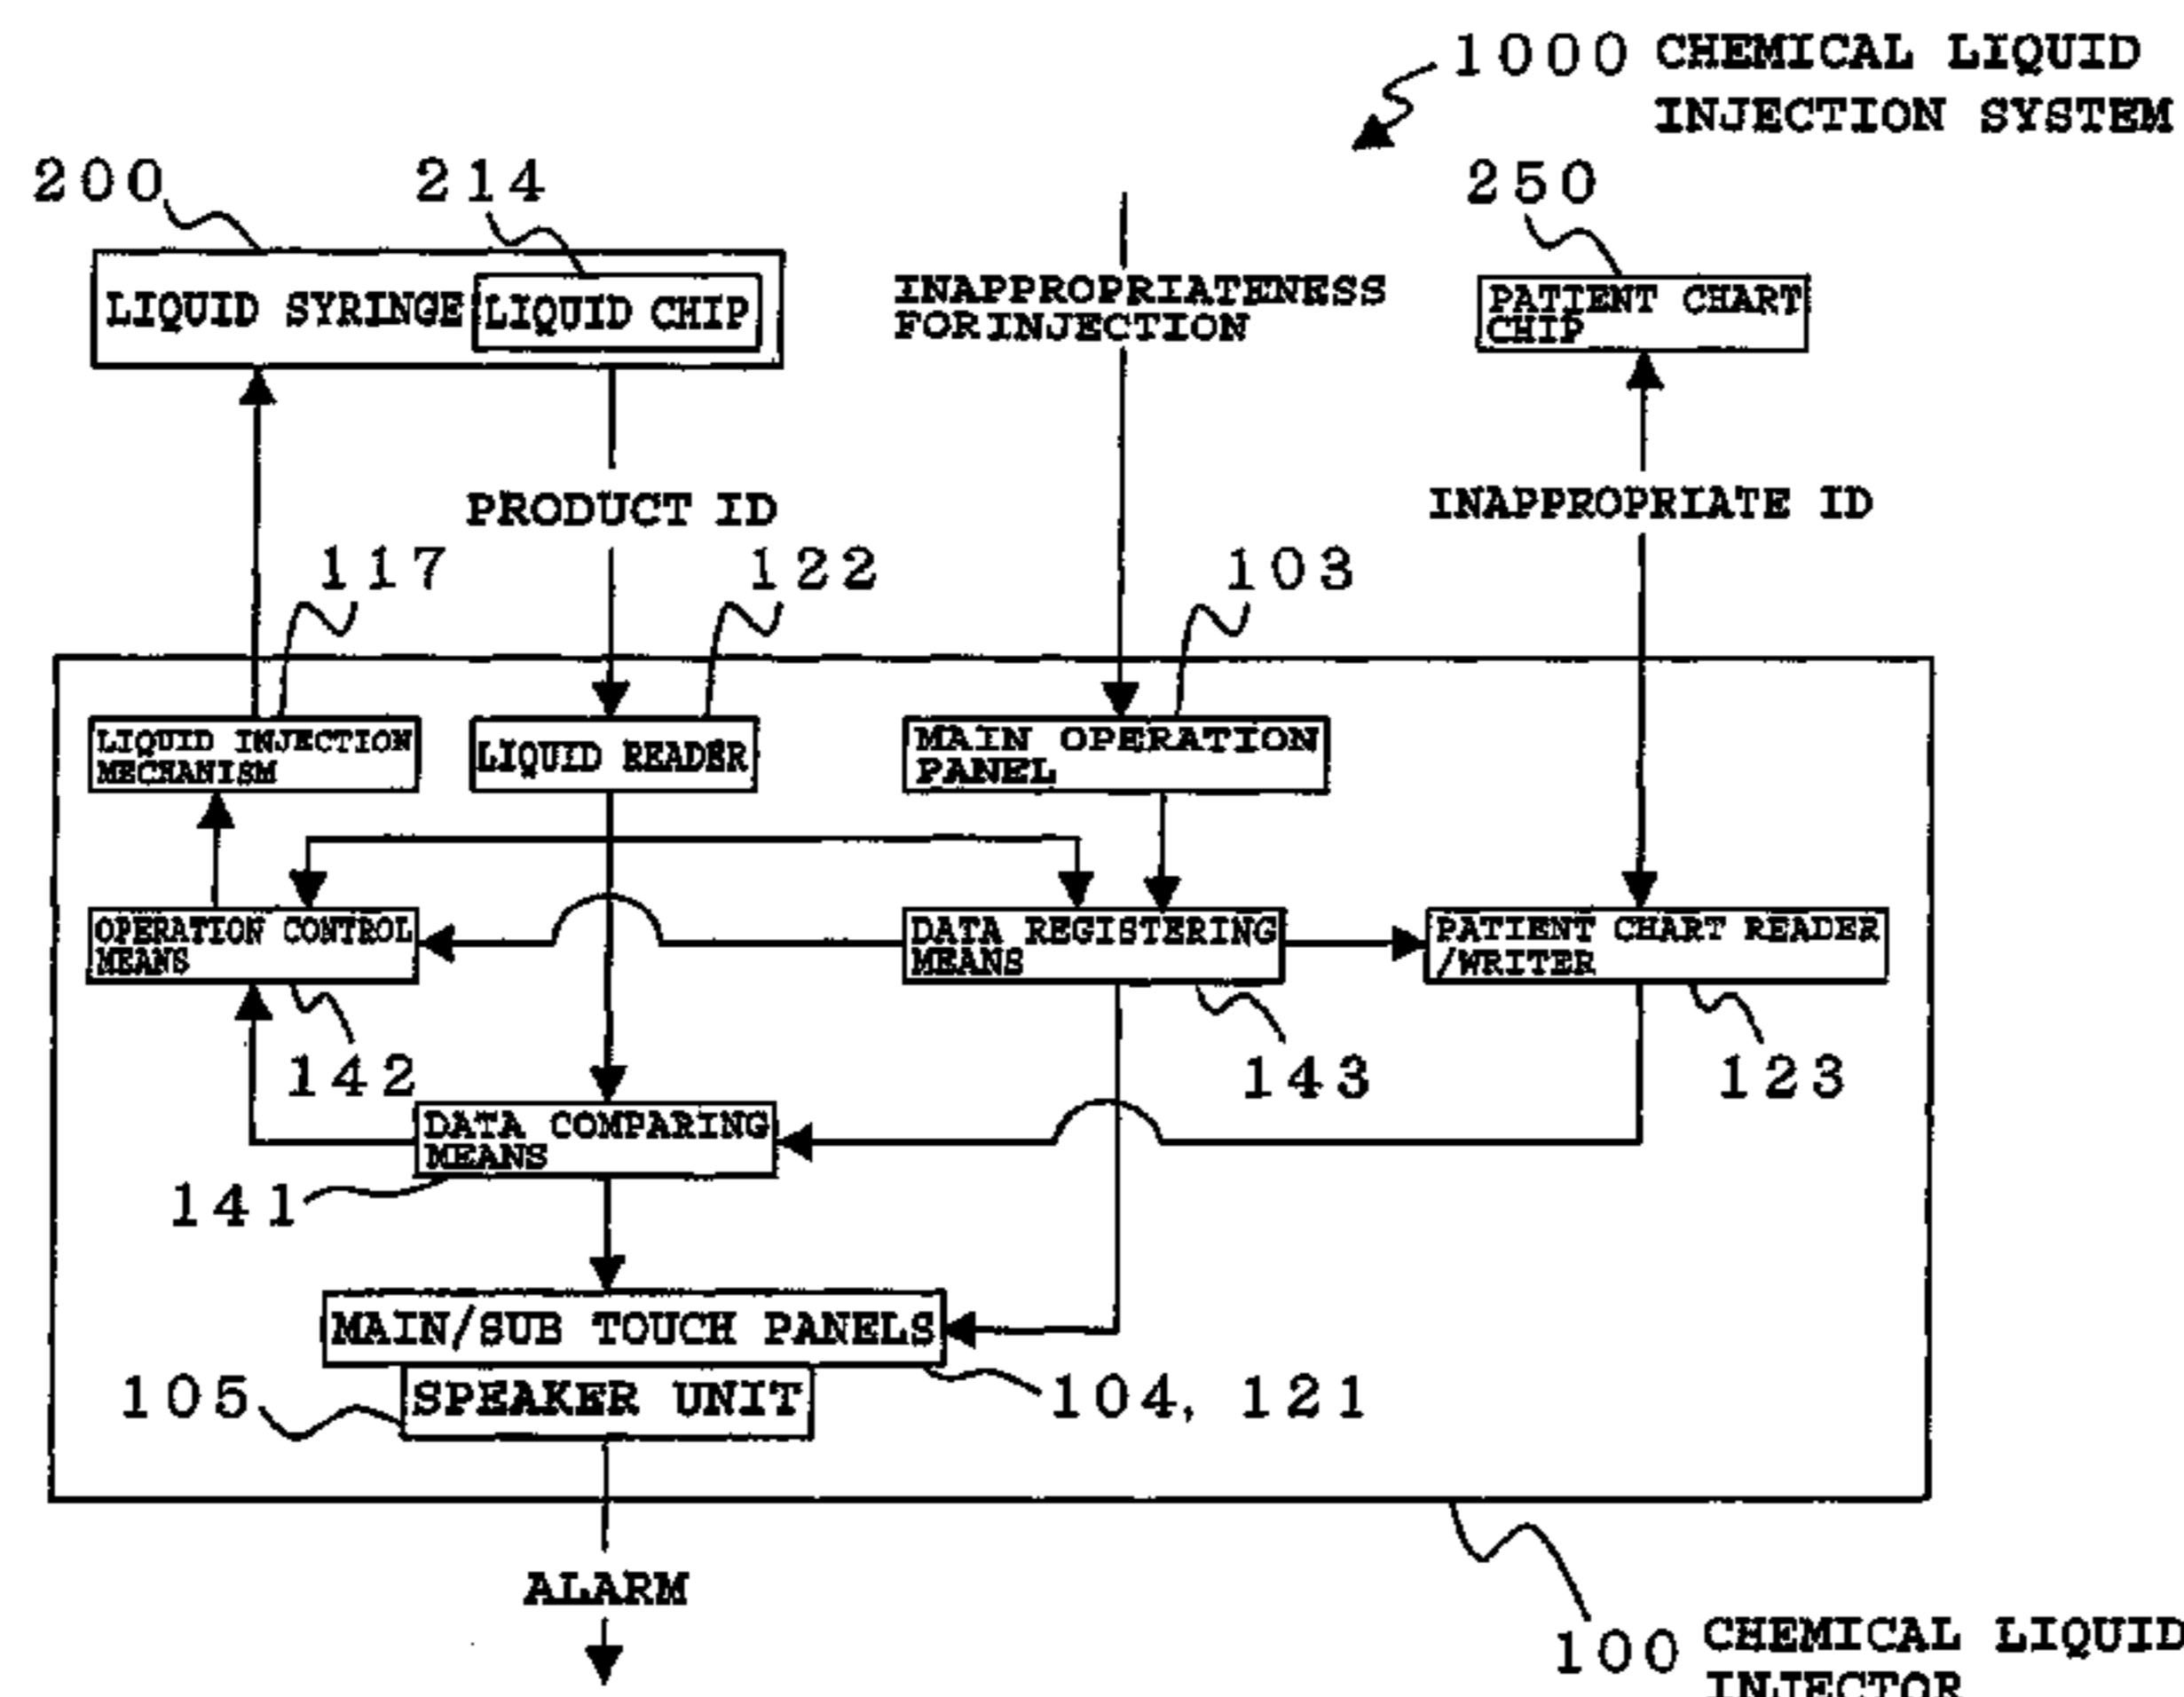 1000 CHEMICAL LIQUID
INJECTION SYSTEM
200
214
250
LIQUID SYRINGE
LIQUID CHIP
INAPPROPRIATENESS
FOR INJECTION
PATIENT CHART
CHIP
PRODUCT ID
INAPPROPRIATE ID
117
122
103
LIQUID INJECTION
MECHANISM
LIQUID READER
MAIN OPERATION
PANEL
OPERATION CONTROL
MEANS
DATA REGISTERING
MEANS
PATIENT CHART READER
/WRITER
142
143
123
DATA COMPARING
MEANS
141
MAIN/SUB TOUCH PANELS
105
SPEAKER UNIT
104, 121
ALARM
100 CHEMICAL LIQUID
INJECTOR